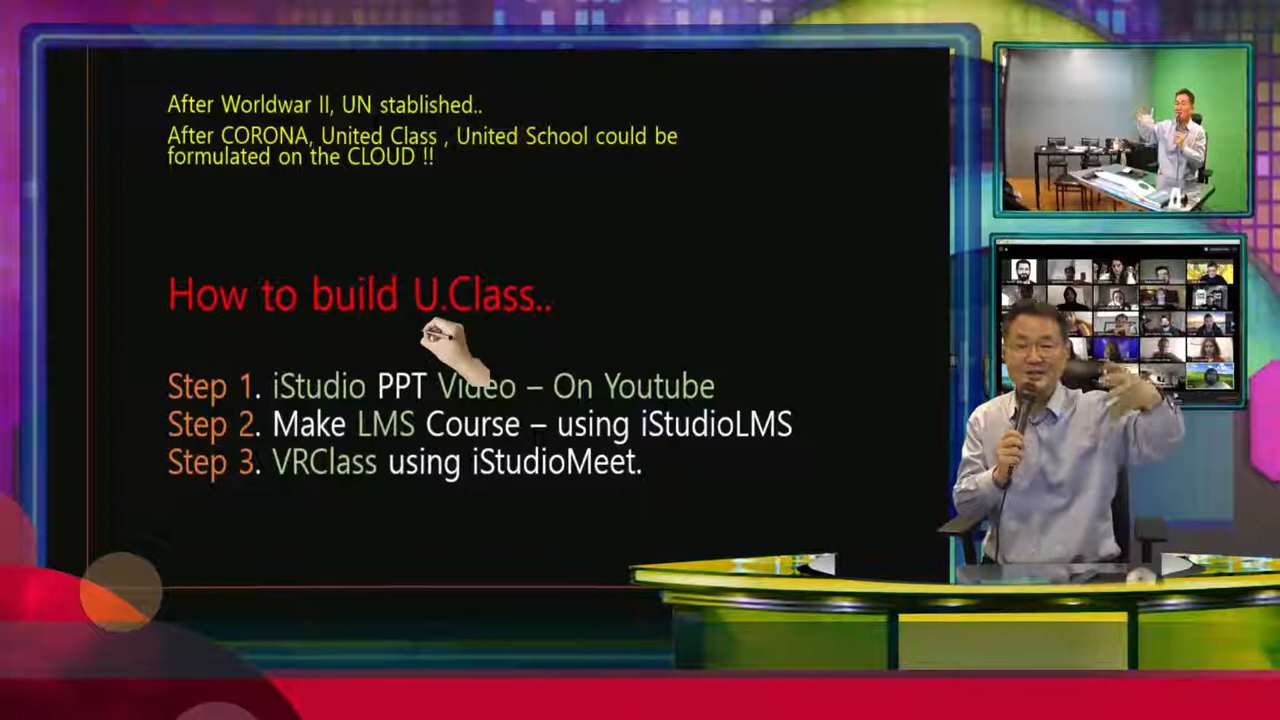 After Worldwar II, UN stablished..
After CORONA, United Class , United School could be
formulated on the CLOUD !!
How to build U.Class..
Step 1. iStudio PPT Video – On Youtube
Step 2. Make LMS Course – using iStudioLMS
Step 3. VRClass using iStudioMeet.